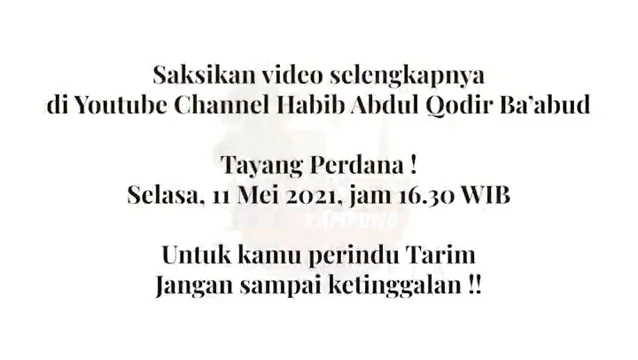 Saksikan video selengkapnya
di Youtube Channel Habib Abdul Qodir Ba'abud
Tayang Perdana !
Selasa, 11 Mei 2021, jam 16.30 WIB
Untuk kamu perindu Tarim
Jangan sampai ketinggalan !!